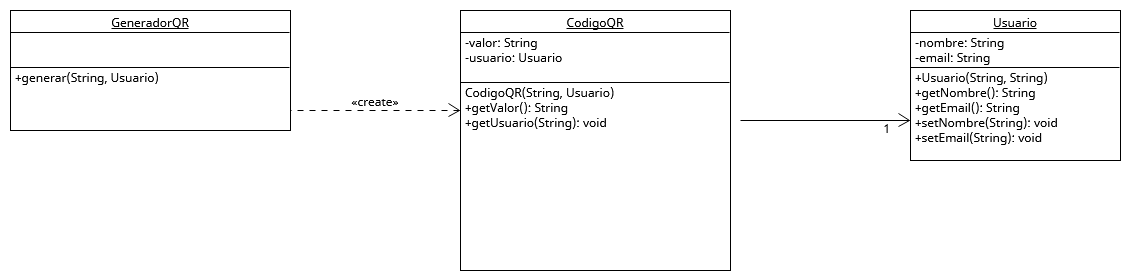 GeneradorQR
+generar(String, Usuario)
«create»
CodigoQR
-valor: String
-usuario: Usuario
CodigoQR(String, Usuario)
+getValor(): String
+getUsuario(String): void
1
Usuario
-nombre: String
-email: String
+Usuario(String, String)
+getNombre(): String
+getEmail(): String
+setNombre(String): void
+setEmail(String): void